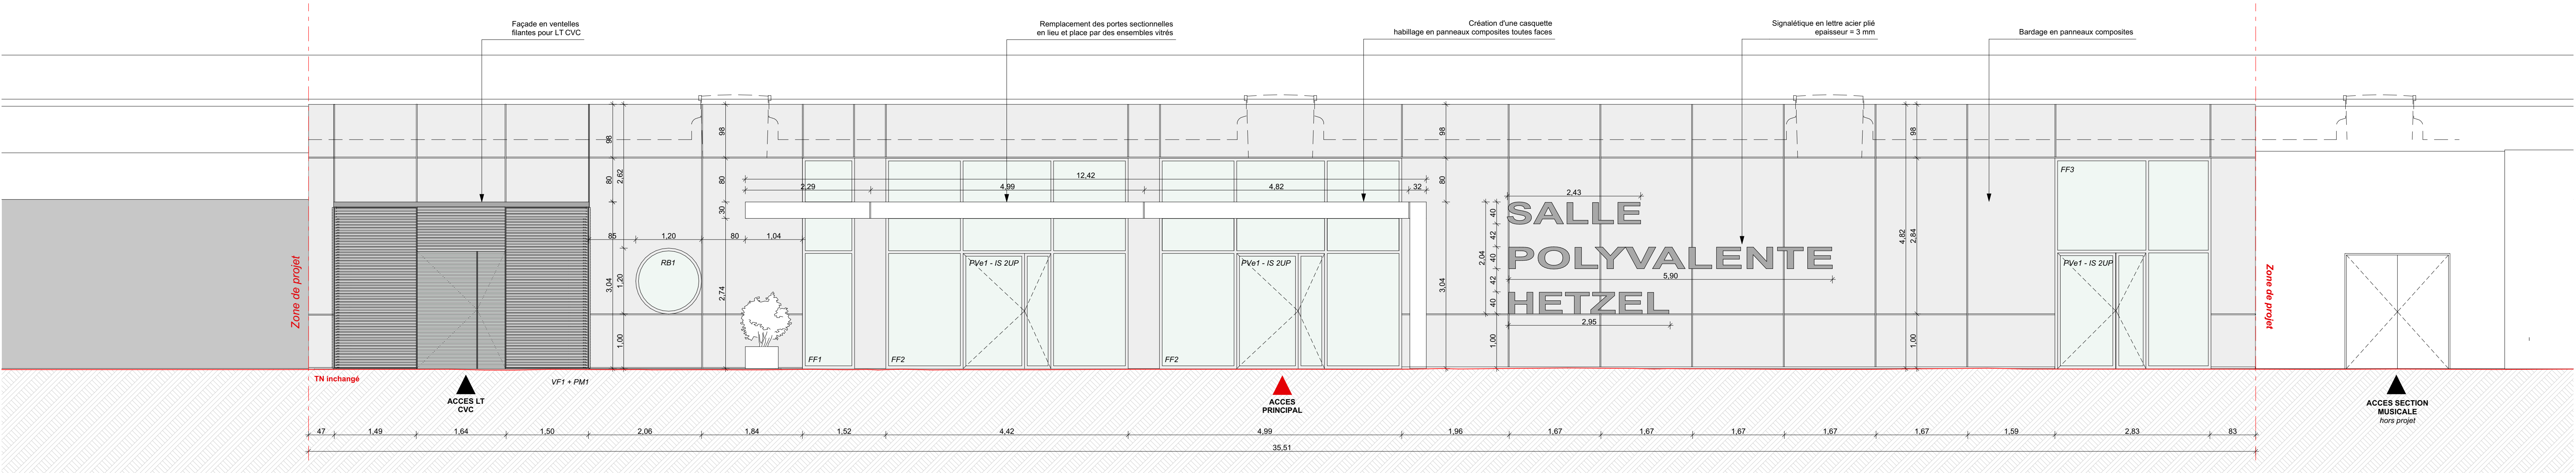 Façade en ventelles
filantes pour LT CVC
Remplacement des portes sectionnelles
en lieu et place par des ensembles vitrés
Création d'une casquette
habillage en panneaux composites toutes faces
Signalétique en lettre acier plié
epaisseur = 3 mm
Bardage en panneaux composites
98
2,62
98
98
98
80
80
80
12,42
2,29
4,99
4,82
32
30
2,43
FF3
SALLE
40
85
1,20
80
1,04
42
4,82
2,84
RB1
PVe1 - IS 2UP
PVe1 - IS 2UP
POLYVALENTE
PVe1 - IS 2UP
2,04
40
5,90
3,04
1,20
2,74
3,04
42
HETZEL
40
2,95
1,00
1,00
1,00
FF1
FF2
FF2
Zone de projet
Zone de projet
TN inchangé
VF1 + PM1
ACCES LT
CVC
ACCES
PRINCIPAL
ACCES SECTION
MUSICALE
hors projet
47
1,49
1,64
1,50
2,06
1,84
1,52
4,42
4,99
1,96
1,67
1,67
1,67
1,67
1,67
1,59
2,83
83
35,51